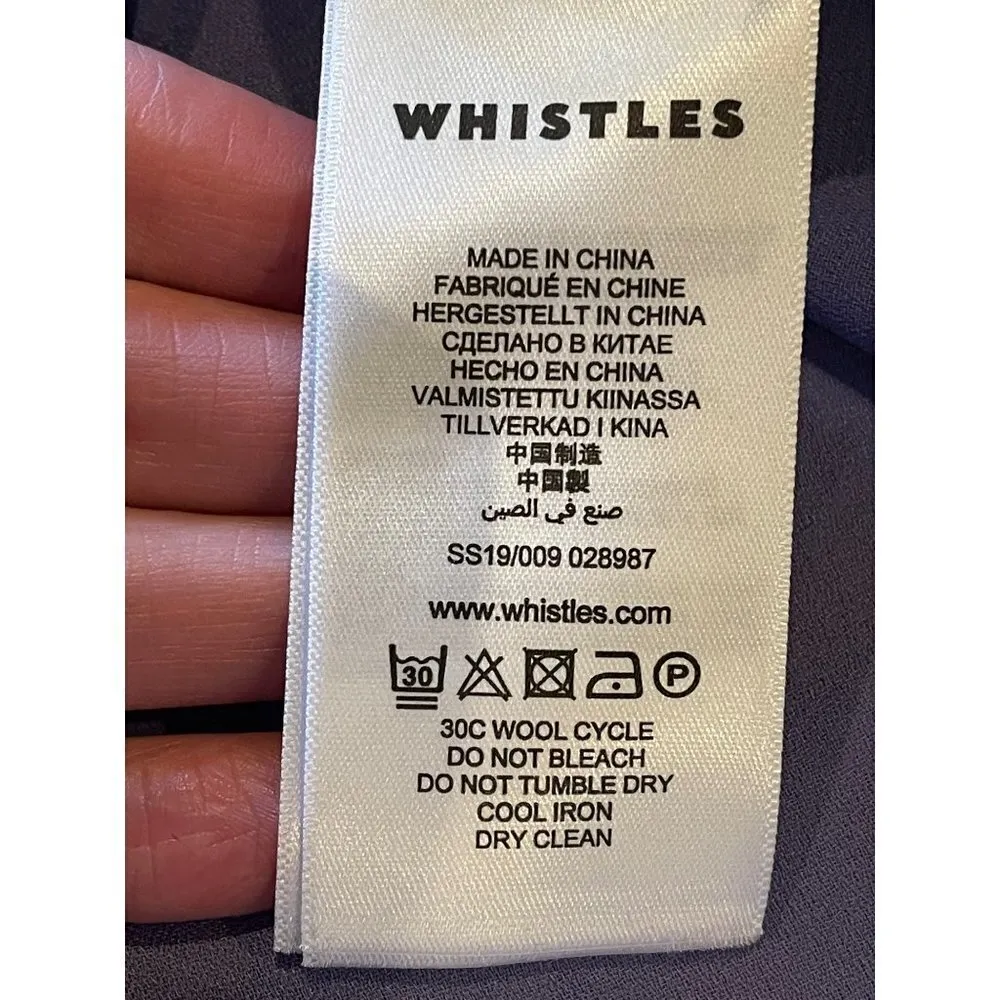 WHISTLES
MADE IN CHINA
FABRIQUÉ EN CHINE
HERGESTELLT IN CHINA
СДЕЛАНО В КИТАЕ
HECHO EN CHINA
VALMISTETTU KIINASSA
TILLVERKAD I KINA
中国制造
中国製
صنع في الصين
SS19/009 028987
www.whistles.com
30 P
30C WOOL CYCLE
DO NOT BLEACH
DO NOT TUMBLE DRY
COOL IRON
DRY CLEAN